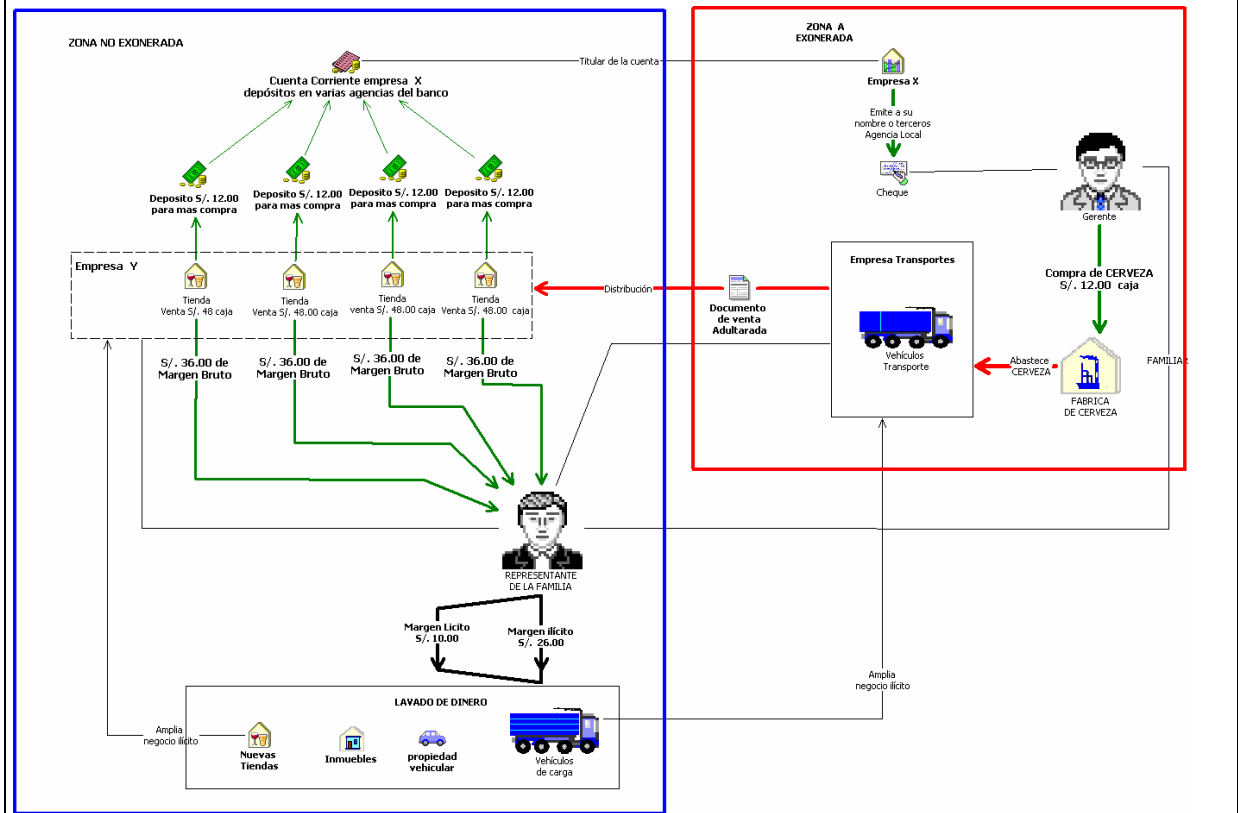 ZONA NO EXONERADA
Cuenta Corriente empresa X
depósitos en varias agencias del banco
Titular de la cuenta
ZONA A
EXONERADA
Empresa X
Emite a su
nombre o terceros
Agencia Local
Cheque
Gerente
Deposito S/. 12.00
para mas compra
Deposito S/. 12.00
para mas compra
Deposito S/. 12.00
para mas compra
Deposito S/. 12.00
para mas compra
Empresa Y
Tienda
Venta S/. 48 caja
Tienda
Venta S/. 48.00 caja
Tienda
venta S/. 48.00 caja
Tienda
Venta S/. 48.00 caja
Distribución
Documento
de venta
Adultarada
Empresa Transportes
Vehículos
Transporte
Compra de CERVEZA
S/. 12.00 caja
Abastece
CERVEZA
FABRICA
DE CERVEZA
FAMILIAR
S/. 36.00 de
Margen Bruto
S/. 36.00 de
Margen Bruto
S/. 36.00 de
Margen Bruto
S/. 36.00 de
Margen Bruto
REPRESENTANTE
DE LA FAMILIA
Margen Licito
S/. 10.00
Margen ilícito
S/. 26.00
Amplia
negocio ilícito
LAVADO DE DINERO
Amplia
negocio ilícito
Nuevas
Tiendas
Inmuebles
propiedad
vehicular
Vehículos
de carga